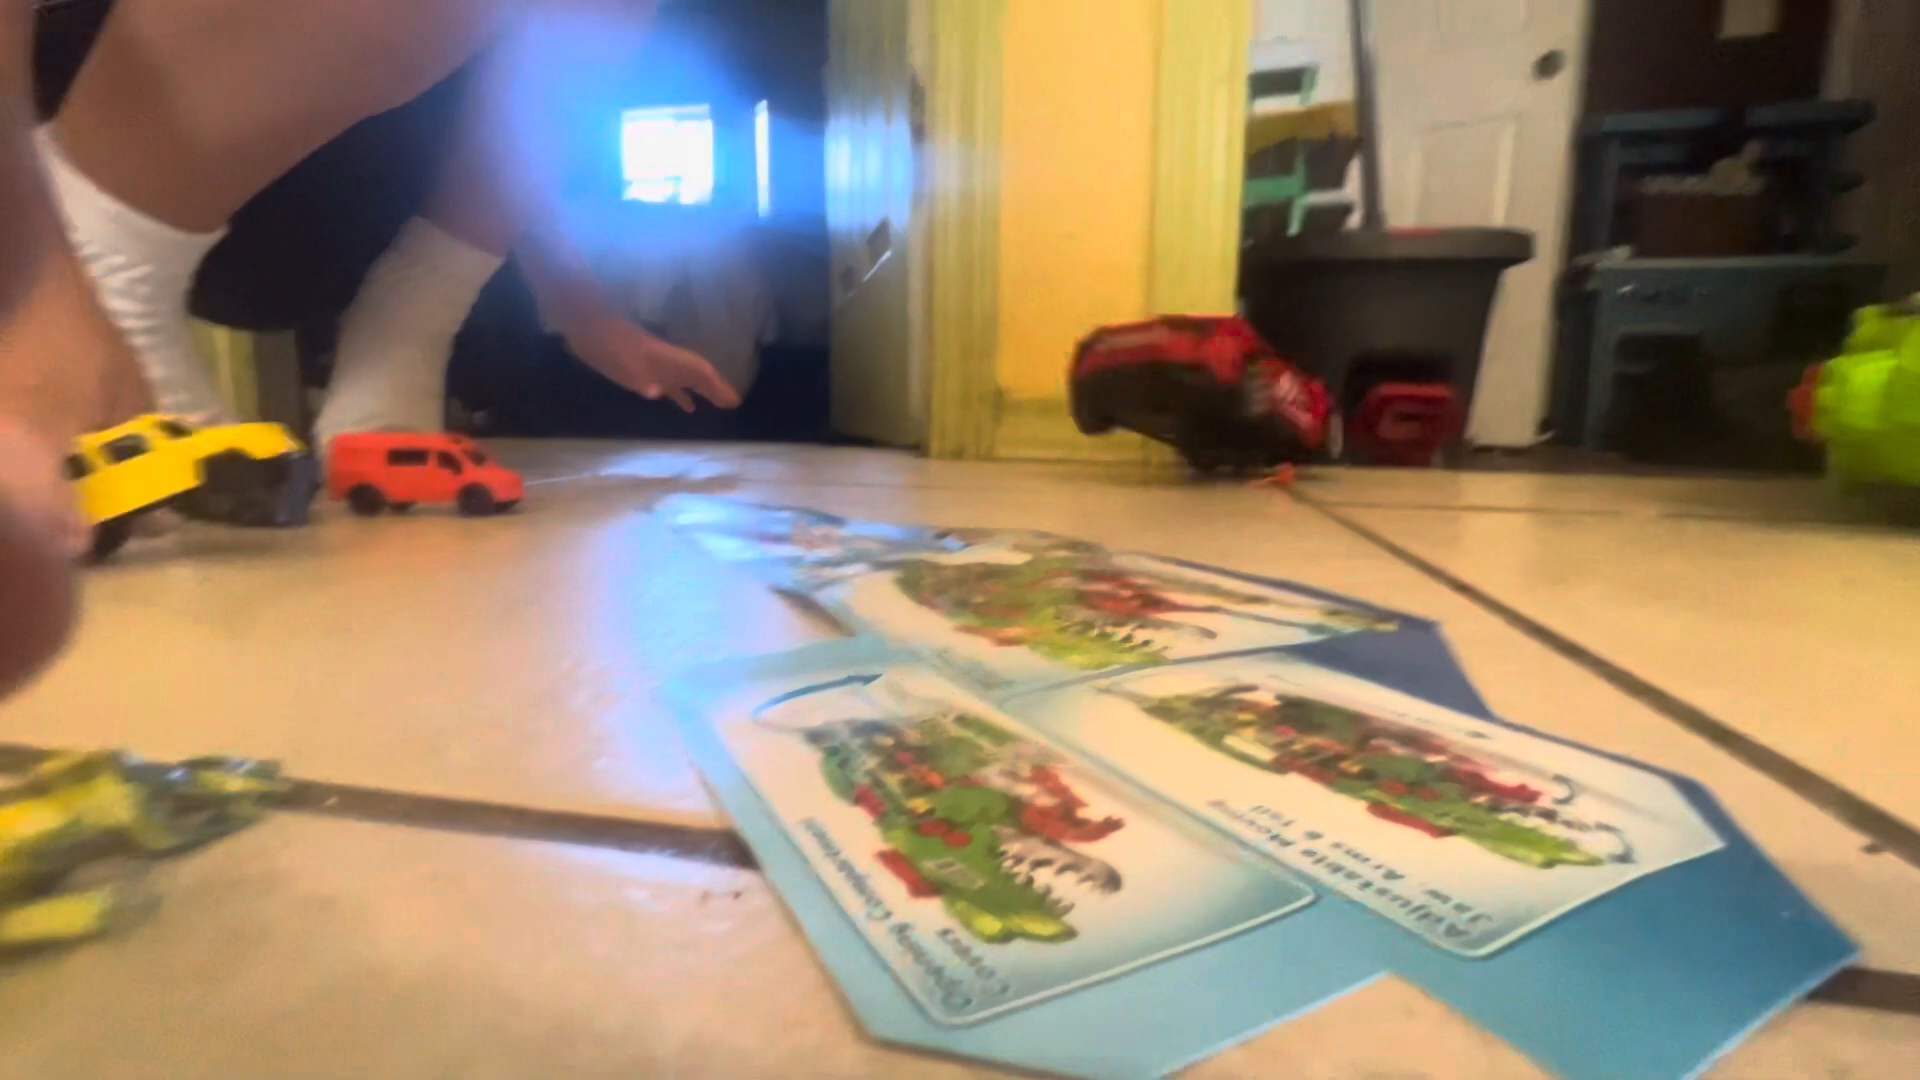 Opening Compartment
Covers
Adjustable Moving
Jaw, Arms & Tail